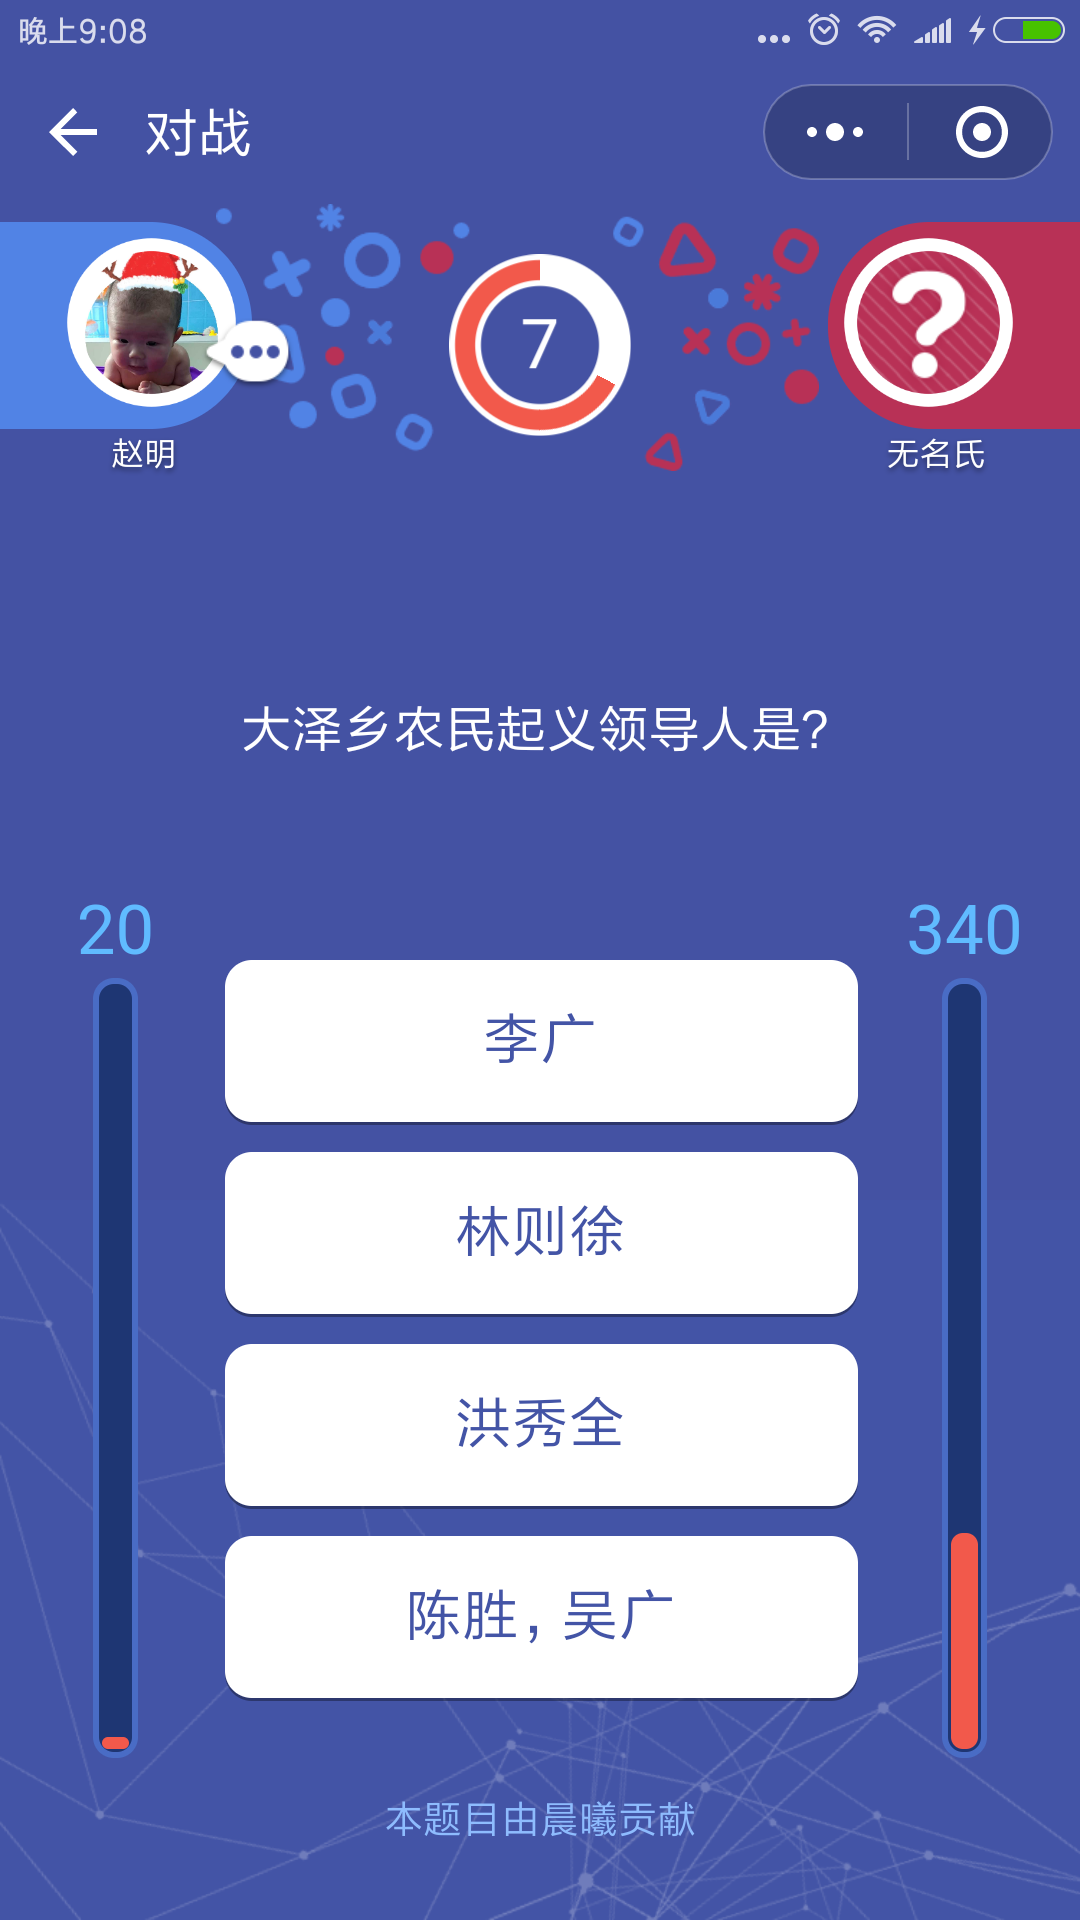 晚上9:08
对战
7
赵明
无名氏
大泽乡农民起义领导人是?
20
340
李广
林则徐
洪秀全
陈胜, 吴广
本题目由晨曦贡献